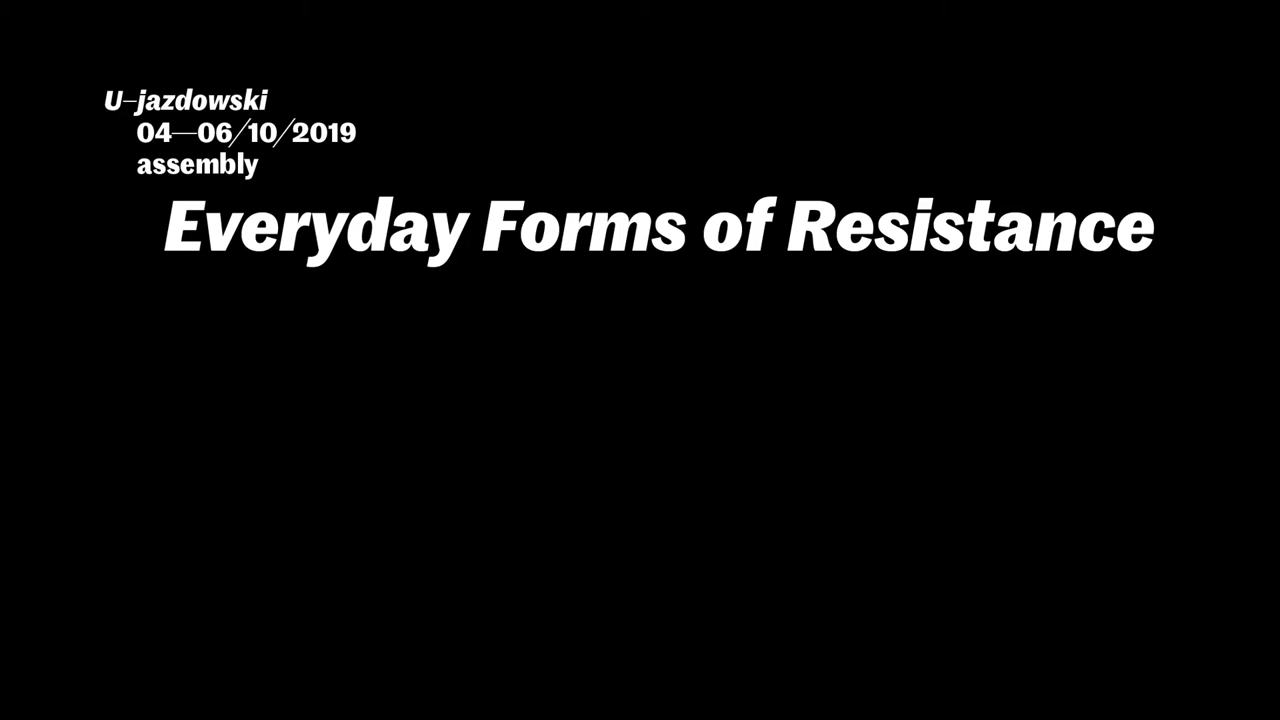 U–jazdowski
04—06/10/2019
assembly
Everyday Forms of Resistance